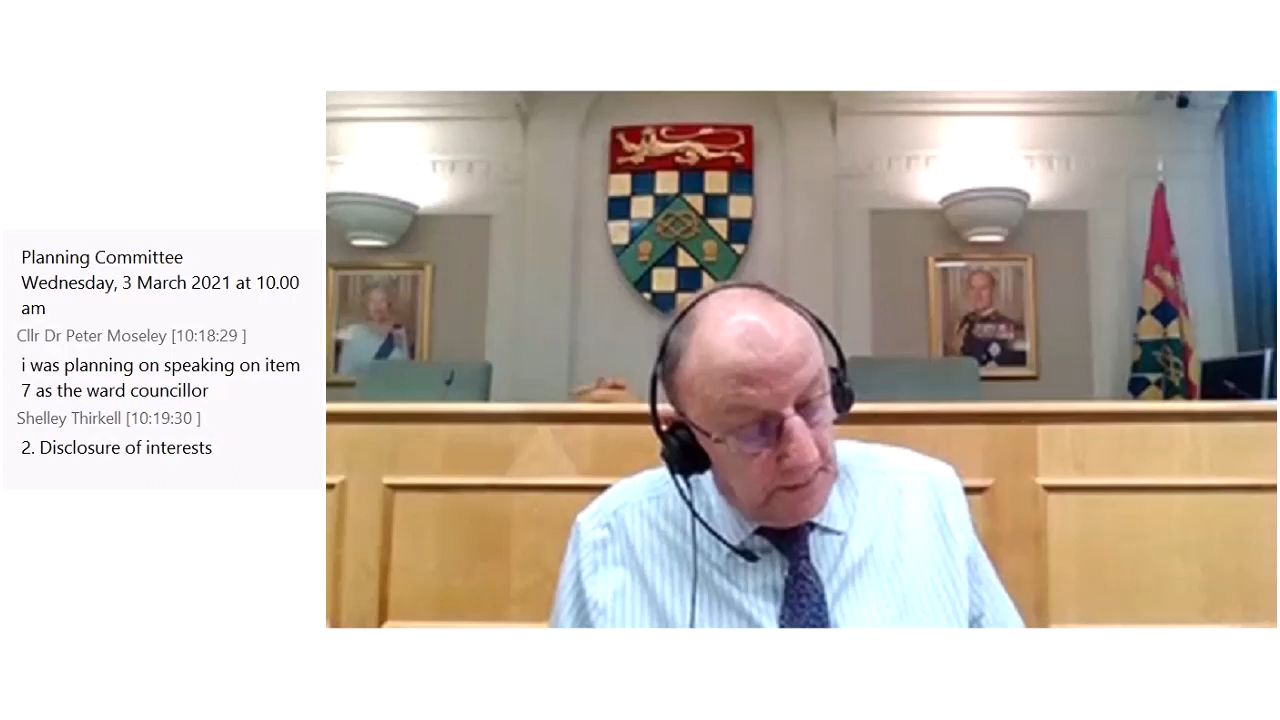 Planning Committee
Wednesday, 3 March 2021 at 10.00
am
Cllr Dr Peter Moseley [10:18:29 ]
i was planning on speaking on item
7 as the ward councillor
Shelley Thirkell [10:19:30 ]
2. Disclosure of interests